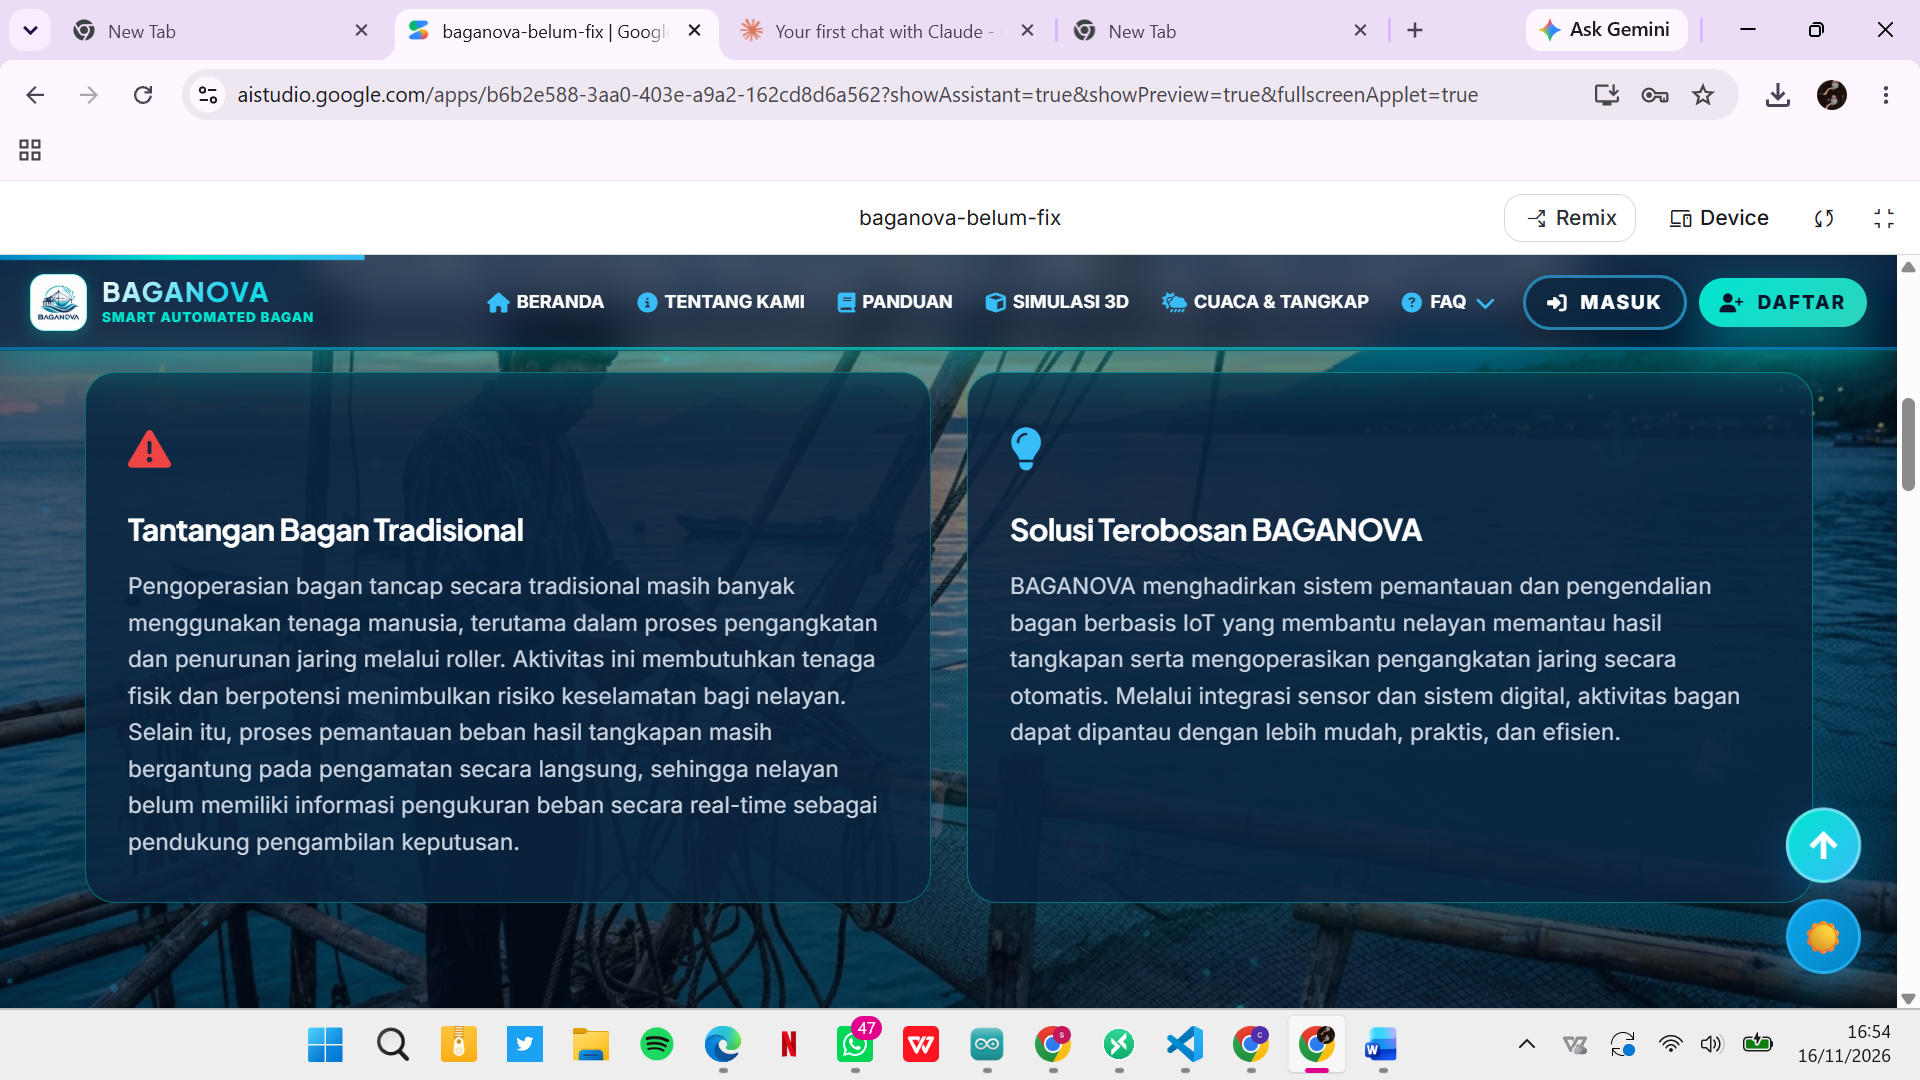 New Tab
baganova-belum-fix | Google
Your first chat with Claude -
New Tab
Ask Gemini
aistudio.google.com/apps/b6b2e588-3aa0-403e-a9a2-162cd8d6a562?showAssistant=true&showPreview=true&fullscreenApplet=true
baganova-belum-fix
Remix
Device
BAGANOVA
BAGANOVA
SMART AUTOMATED BAGAN
BERANDA
TENTANG KAMI
PANDUAN
SIMULASI 3D
CUACA & TANGKAP
FAQ
MASUK
DAFTAR
Tantangan Bagan Tradisional
Pengoperasian bagan tancap secara tradisional masih banyak
menggunakan tenaga manusia, terutama dalam proses pengangkatan
dan penurunan jaring melalui roller. Aktivitas ini membutuhkan tenaga
fisik dan berpotensi menimbulkan risiko keselamatan bagi nelayan.
Selain itu, proses pemantauan beban hasil tangkapan masih
bergantung pada pengamatan secara langsung, sehingga nelayan
belum memiliki informasi pengukuran beban secara real-time sebagai
pendukung pengambilan keputusan.
Solusi Terobosan BAGANOVA
BAGANOVA menghadirkan sistem pemantauan dan pengendalian
bagan berbasis IoT yang membantu nelayan memantau hasil
tangkapan serta mengoperasikan pengangkatan jaring secara
otomatis. Melalui integrasi sensor dan sistem digital, aktivitas bagan
dapat dipantau dengan lebih mudah, praktis, dan efisien.
47
16:54
16/11/2026